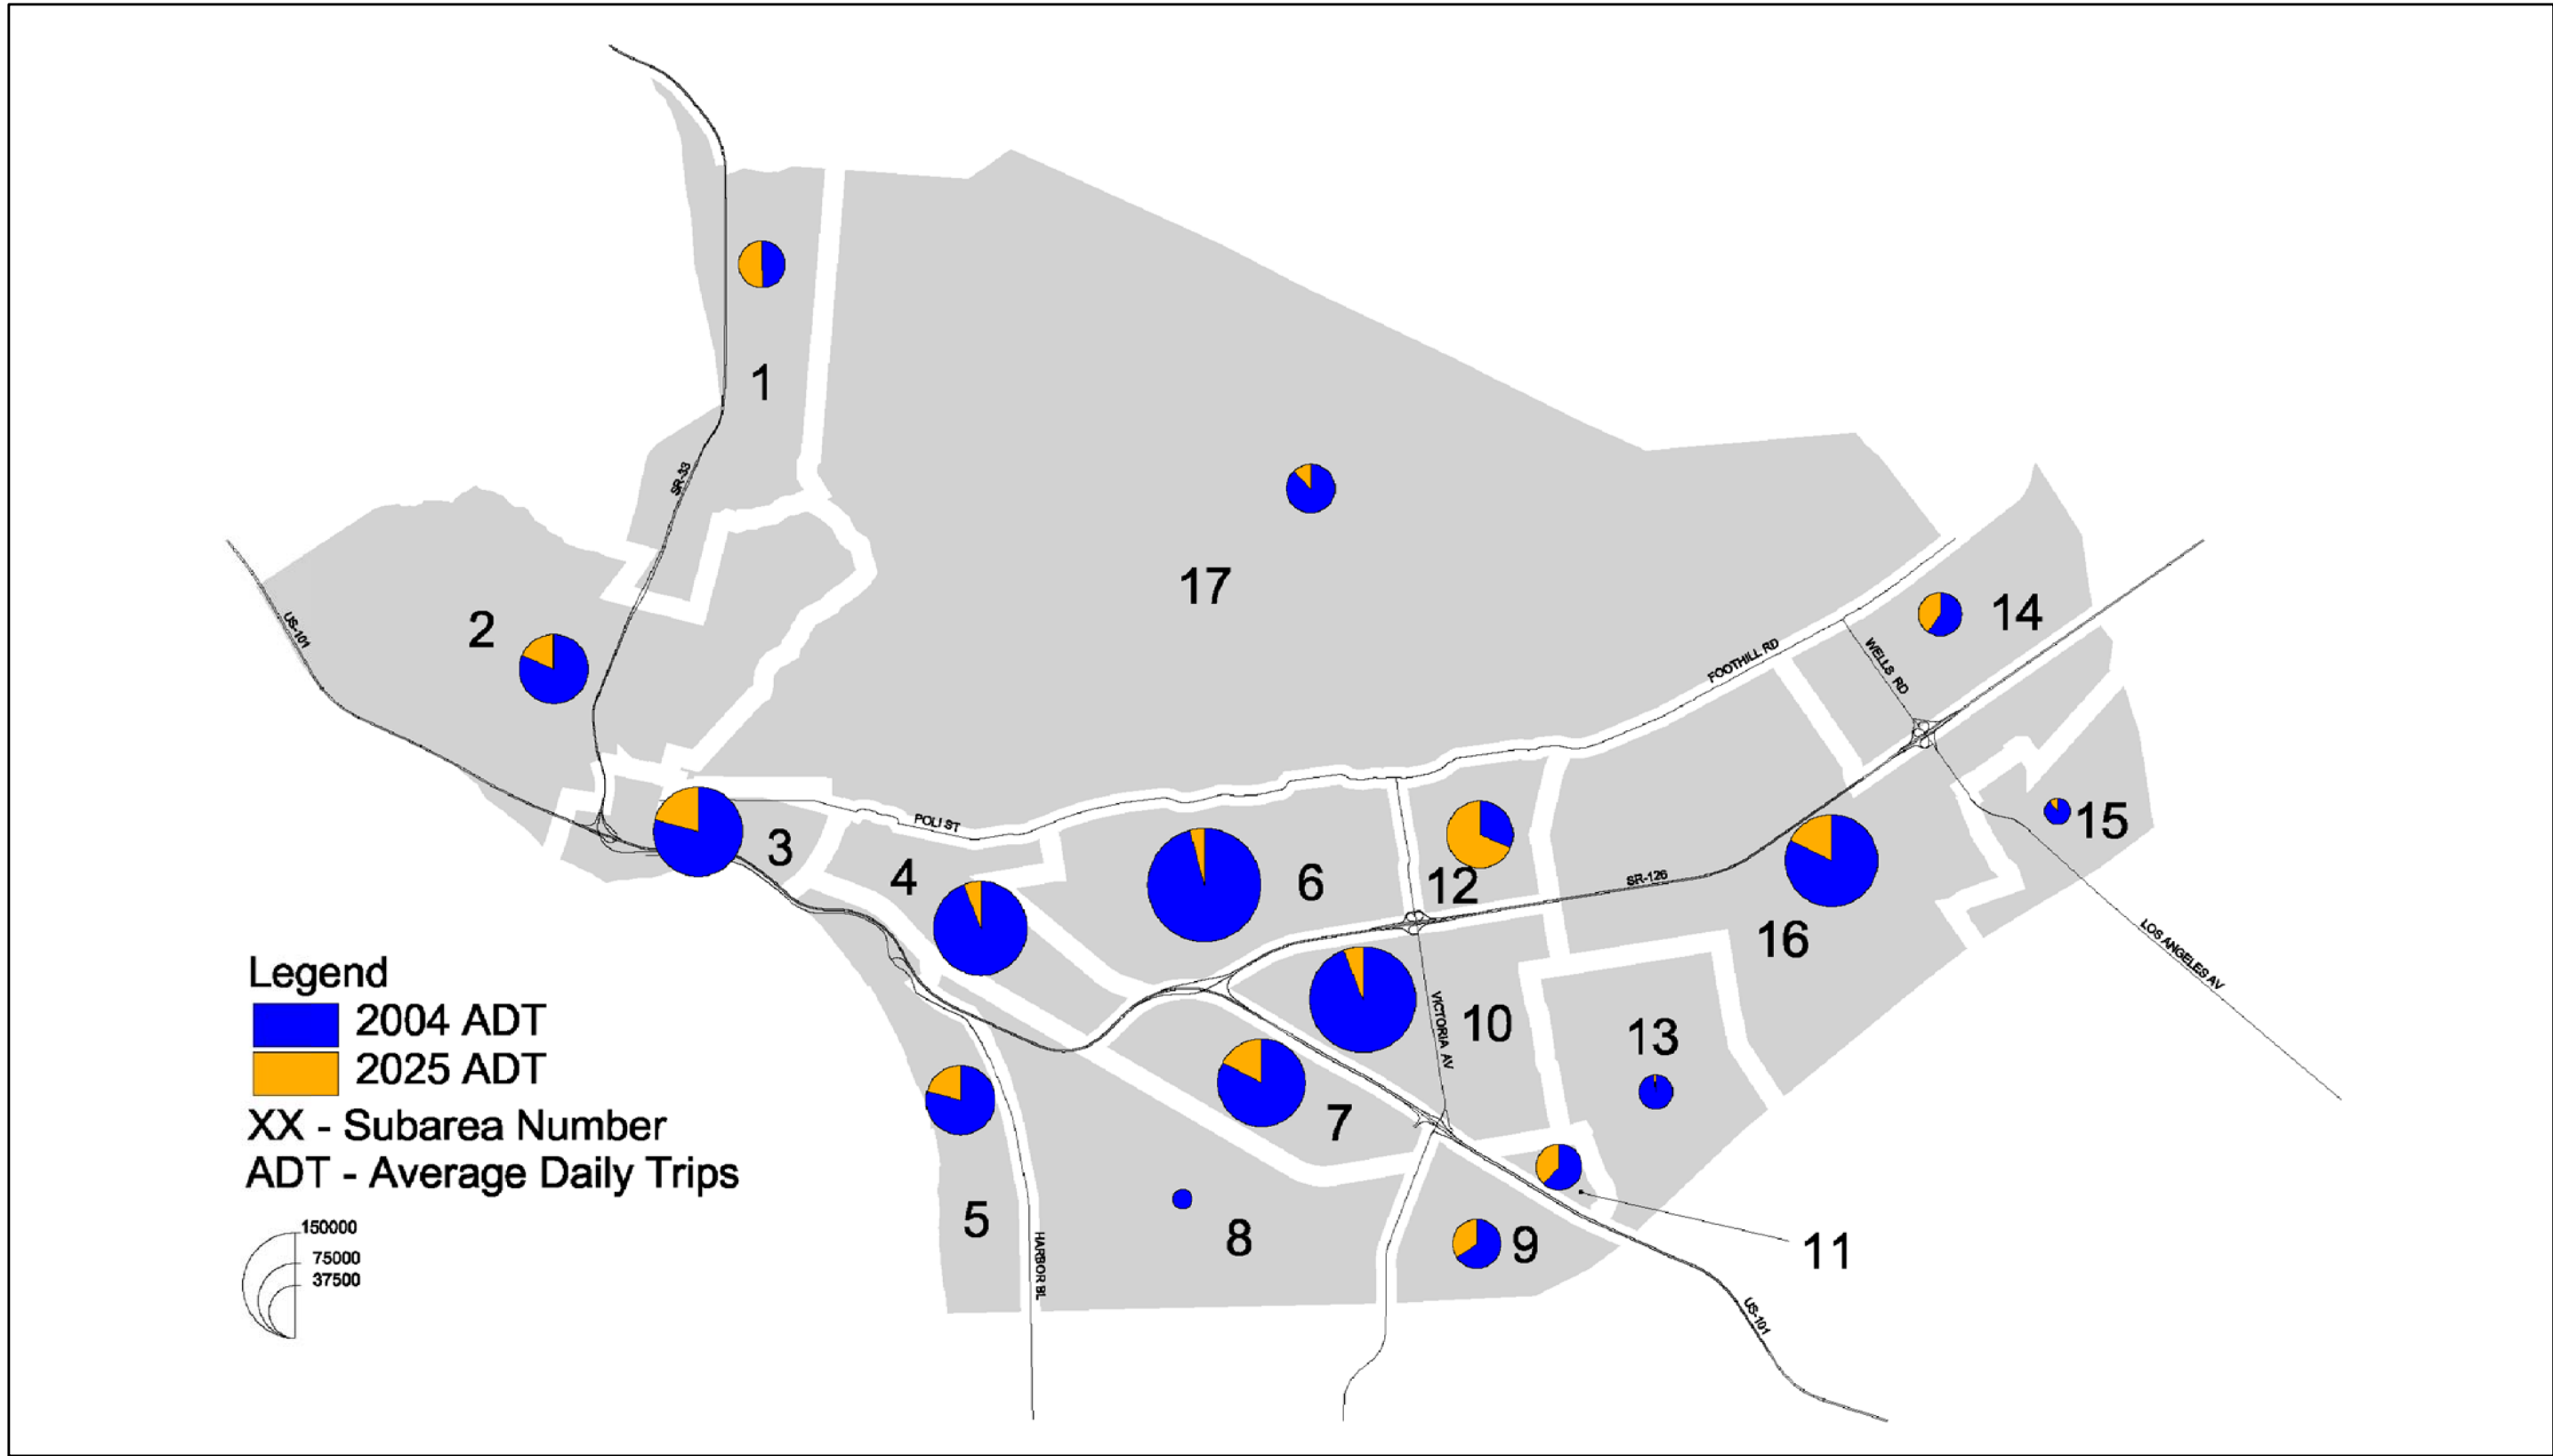 1
SR-33
17
2
US-101
14
FOOTHILL RD
WELLS RD
POLI ST
3
4
6
12
SR-126
15
16
LOS ANGELES AV
VICTORIA AV
10
13
7
5
HARBOR BL
8
9
11
US-101
Legend
2004 ADT
2025 ADT
XX - Subarea Number
ADT - Average Daily Trips
150000
75000
37500